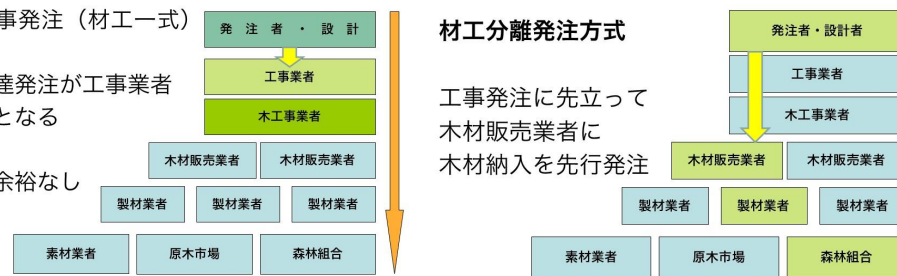 事発注（材工一式）
達発注が工事業者
となる
余裕なし
発 注 者 ・ 設 計
工事業者
木工事業者
木材販売業者 木材販売業者
製材業者 製材業者 製材業者
素材業者 原木市場 森林組合
材工分離発注方式
工事発注に先立って
木材販売業者に
木材納入を先行発注
発注者・設計者
工事業者
木工事業者
木材販売業者 木材販売業者
製材業者 製材業者 製材業者
素材業者 原木市場 森林組合